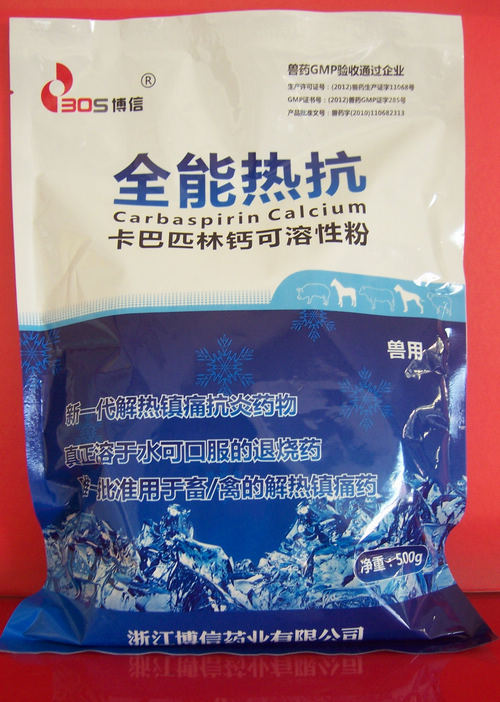 兽药GMP验收通过企业
生产许可证号：(2012)兽药生产证字11068号
GMP证书号：(2012)兽药GMP证字285号
产品批准文号：兽药字(2010)110682313
BOS博信®
全能热抗
Carbaspirin Calcium
卡巴匹林钙可溶性粉
兽用
新一代解热镇痛抗炎药物
真正溶于水可口服的退烧药
唯一批准用于畜/禽的解热镇痛药
净重：500g
浙江博信药业有限公司